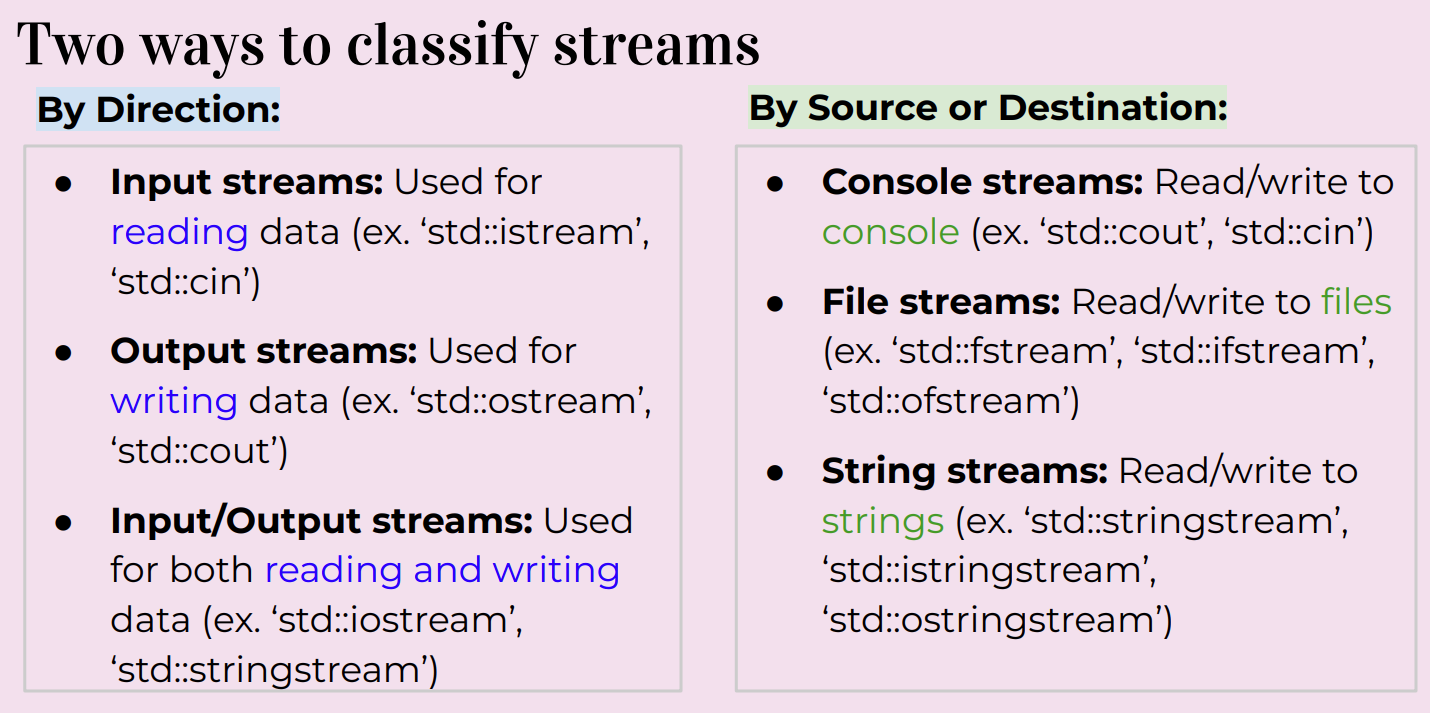 Two ways to classify streams
By Direction:
● Input streams: Used for
reading data (ex. ‘std::istream’,
‘std::cin’)
● Output streams: Used for
writing data (ex. ‘std::ostream’,
‘std::cout’)
● Input/Output streams: Used
for both reading and writing
data (ex. ‘std::iostream’,
‘std::stringstream’)
By Source or Destination:
● Console streams: Read/write to
console (ex. ‘std::cout’, ‘std::cin’)
● File streams: Read/write to files
(ex. ‘std::fstream’, ‘std::ifstream’,
‘std::ofstream’)
● String streams: Read/write to
strings (ex. ‘std::stringstream’,
‘std::istringstream’,
‘std::ostringstream’)